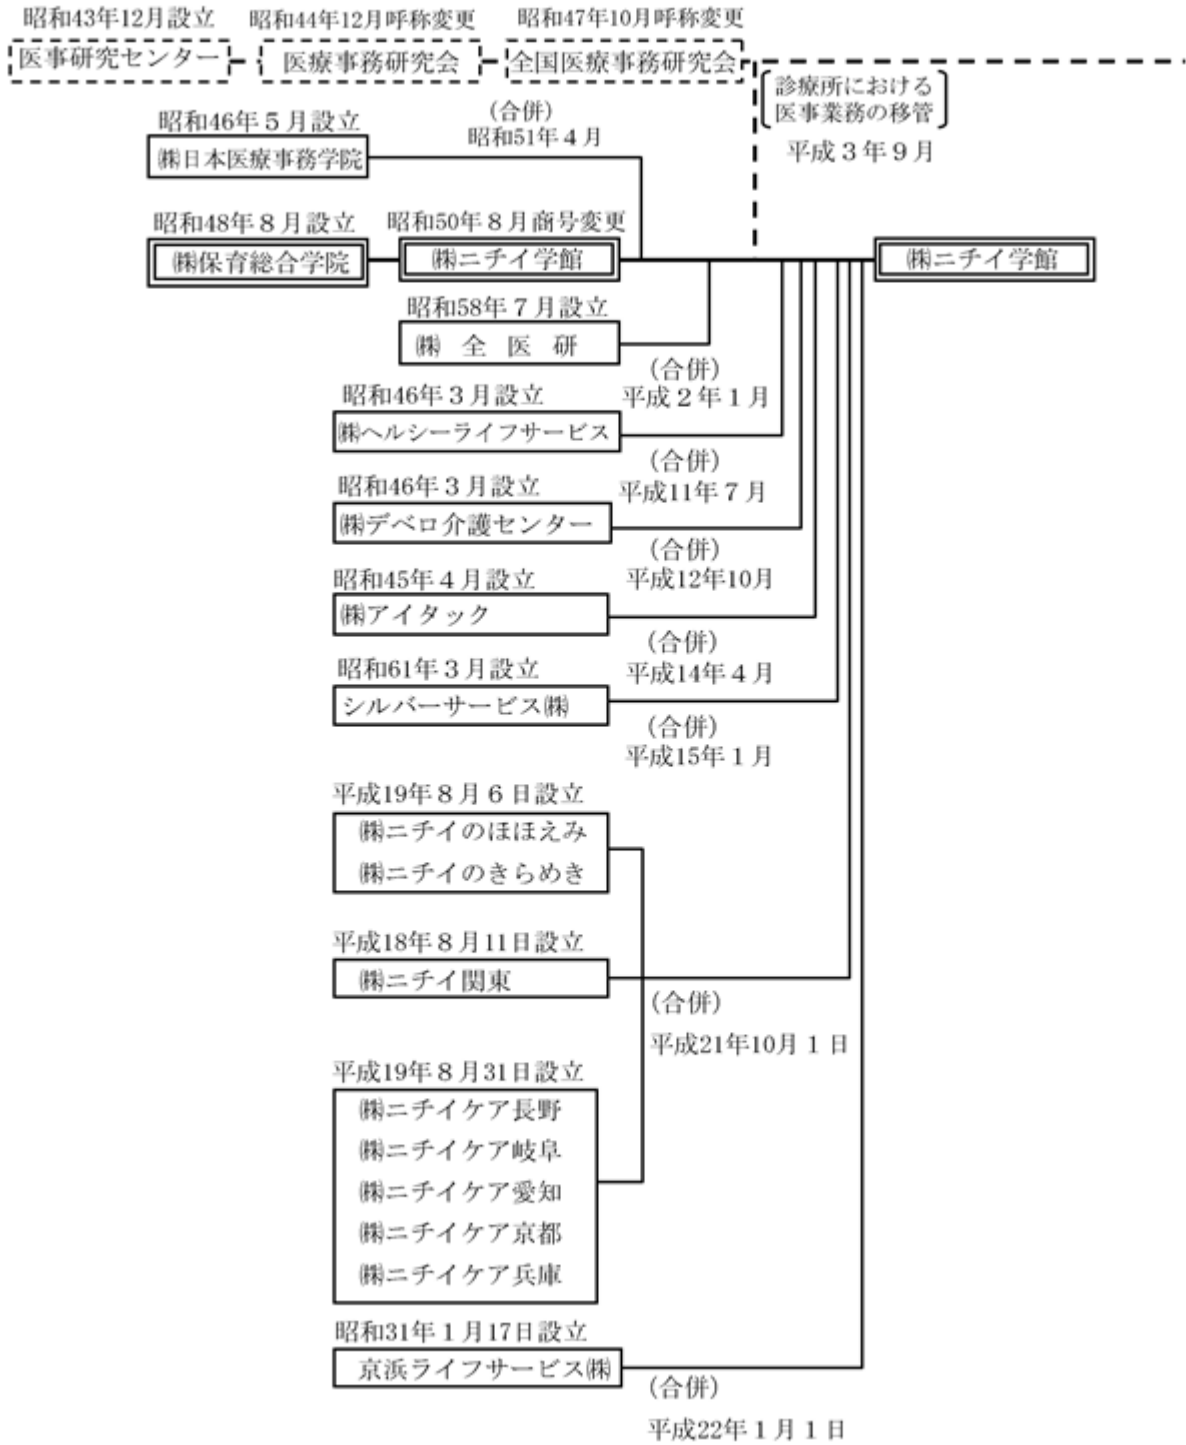 昭和43年12月設立
昭和44年12月呼称変更
昭和47年10月呼称変更
医事研究センター
医療事務研究会
全国医療事務研究会
診療所における
医事業務の移管
平成３年９月
昭和46年５月設立
㈱日本医療事務学院
(合併)
昭和51年４月
昭和48年８月設立
昭和50年８月商号変更
㈱保育総合学院
㈱ニチイ学館
㈱ニチイ学館
昭和58年７月設立
㈱　全　医　研
(合併)
平成２年１月
昭和46年３月設立
㈱ヘルシーライフサービス
(合併)
平成11年７月
昭和46年３月設立
㈱デベロ介護センター
(合併)
平成12年10月
昭和45年４月設立
㈱アイタック
(合併)
平成14年４月
昭和61年３月設立
シルバーサービス㈱
(合併)
平成15年１月
平成19年８月６日設立
㈱ニチイのほほえみ
㈱ニチイのきらめき
平成18年８月11日設立
㈱ニチイ関東
(合併)
平成21年10月１日
平成19年８月31日設立
㈱ニチイケア長野
㈱ニチイケア岐阜
㈱ニチイケア愛知
㈱ニチイケア京都
㈱ニチイケア兵庫
昭和31年１月17日設立
京浜ライフサービス㈱
(合併)
平成22年１月１日